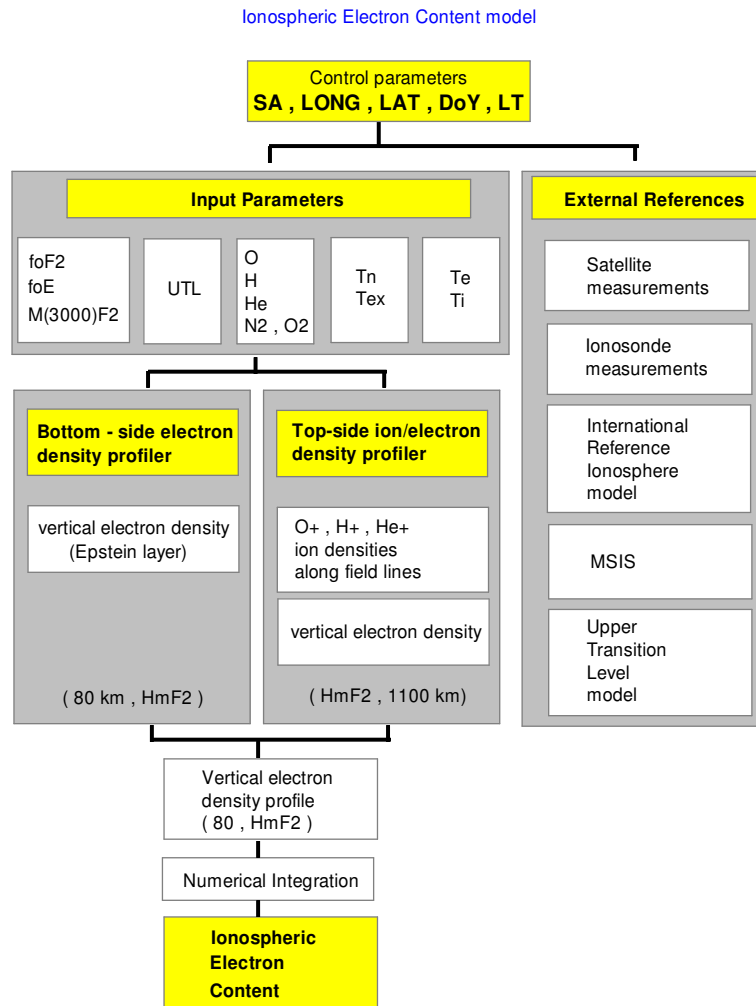 Ionospheric Electron Content model
Control parameters
SA , LONG , LAT , DoY , LT
Input Parameters
foF2
foE
M(3000)F2
UTL
O
H
He
N2 , O2
Tn
Tex
Te
Ti
External References
Satellite
measurements
Ionosonde
measurements
International
Reference
Ionosphere
model
MSIS
Upper
Transition
Level
model
Bottom - side electron
density profiler
vertical electron density
(Epstein layer)
( 80 km , HmF2 )
Top-side ion/electron
density profiler
O+ , H+ , He+
ion densities
along field lines
vertical electron density
(HmF2 , 1100 km)
Vertical electron
density profile
( 80 , HmF2 )
Numerical Integration
Ionospheric
Electron
Content